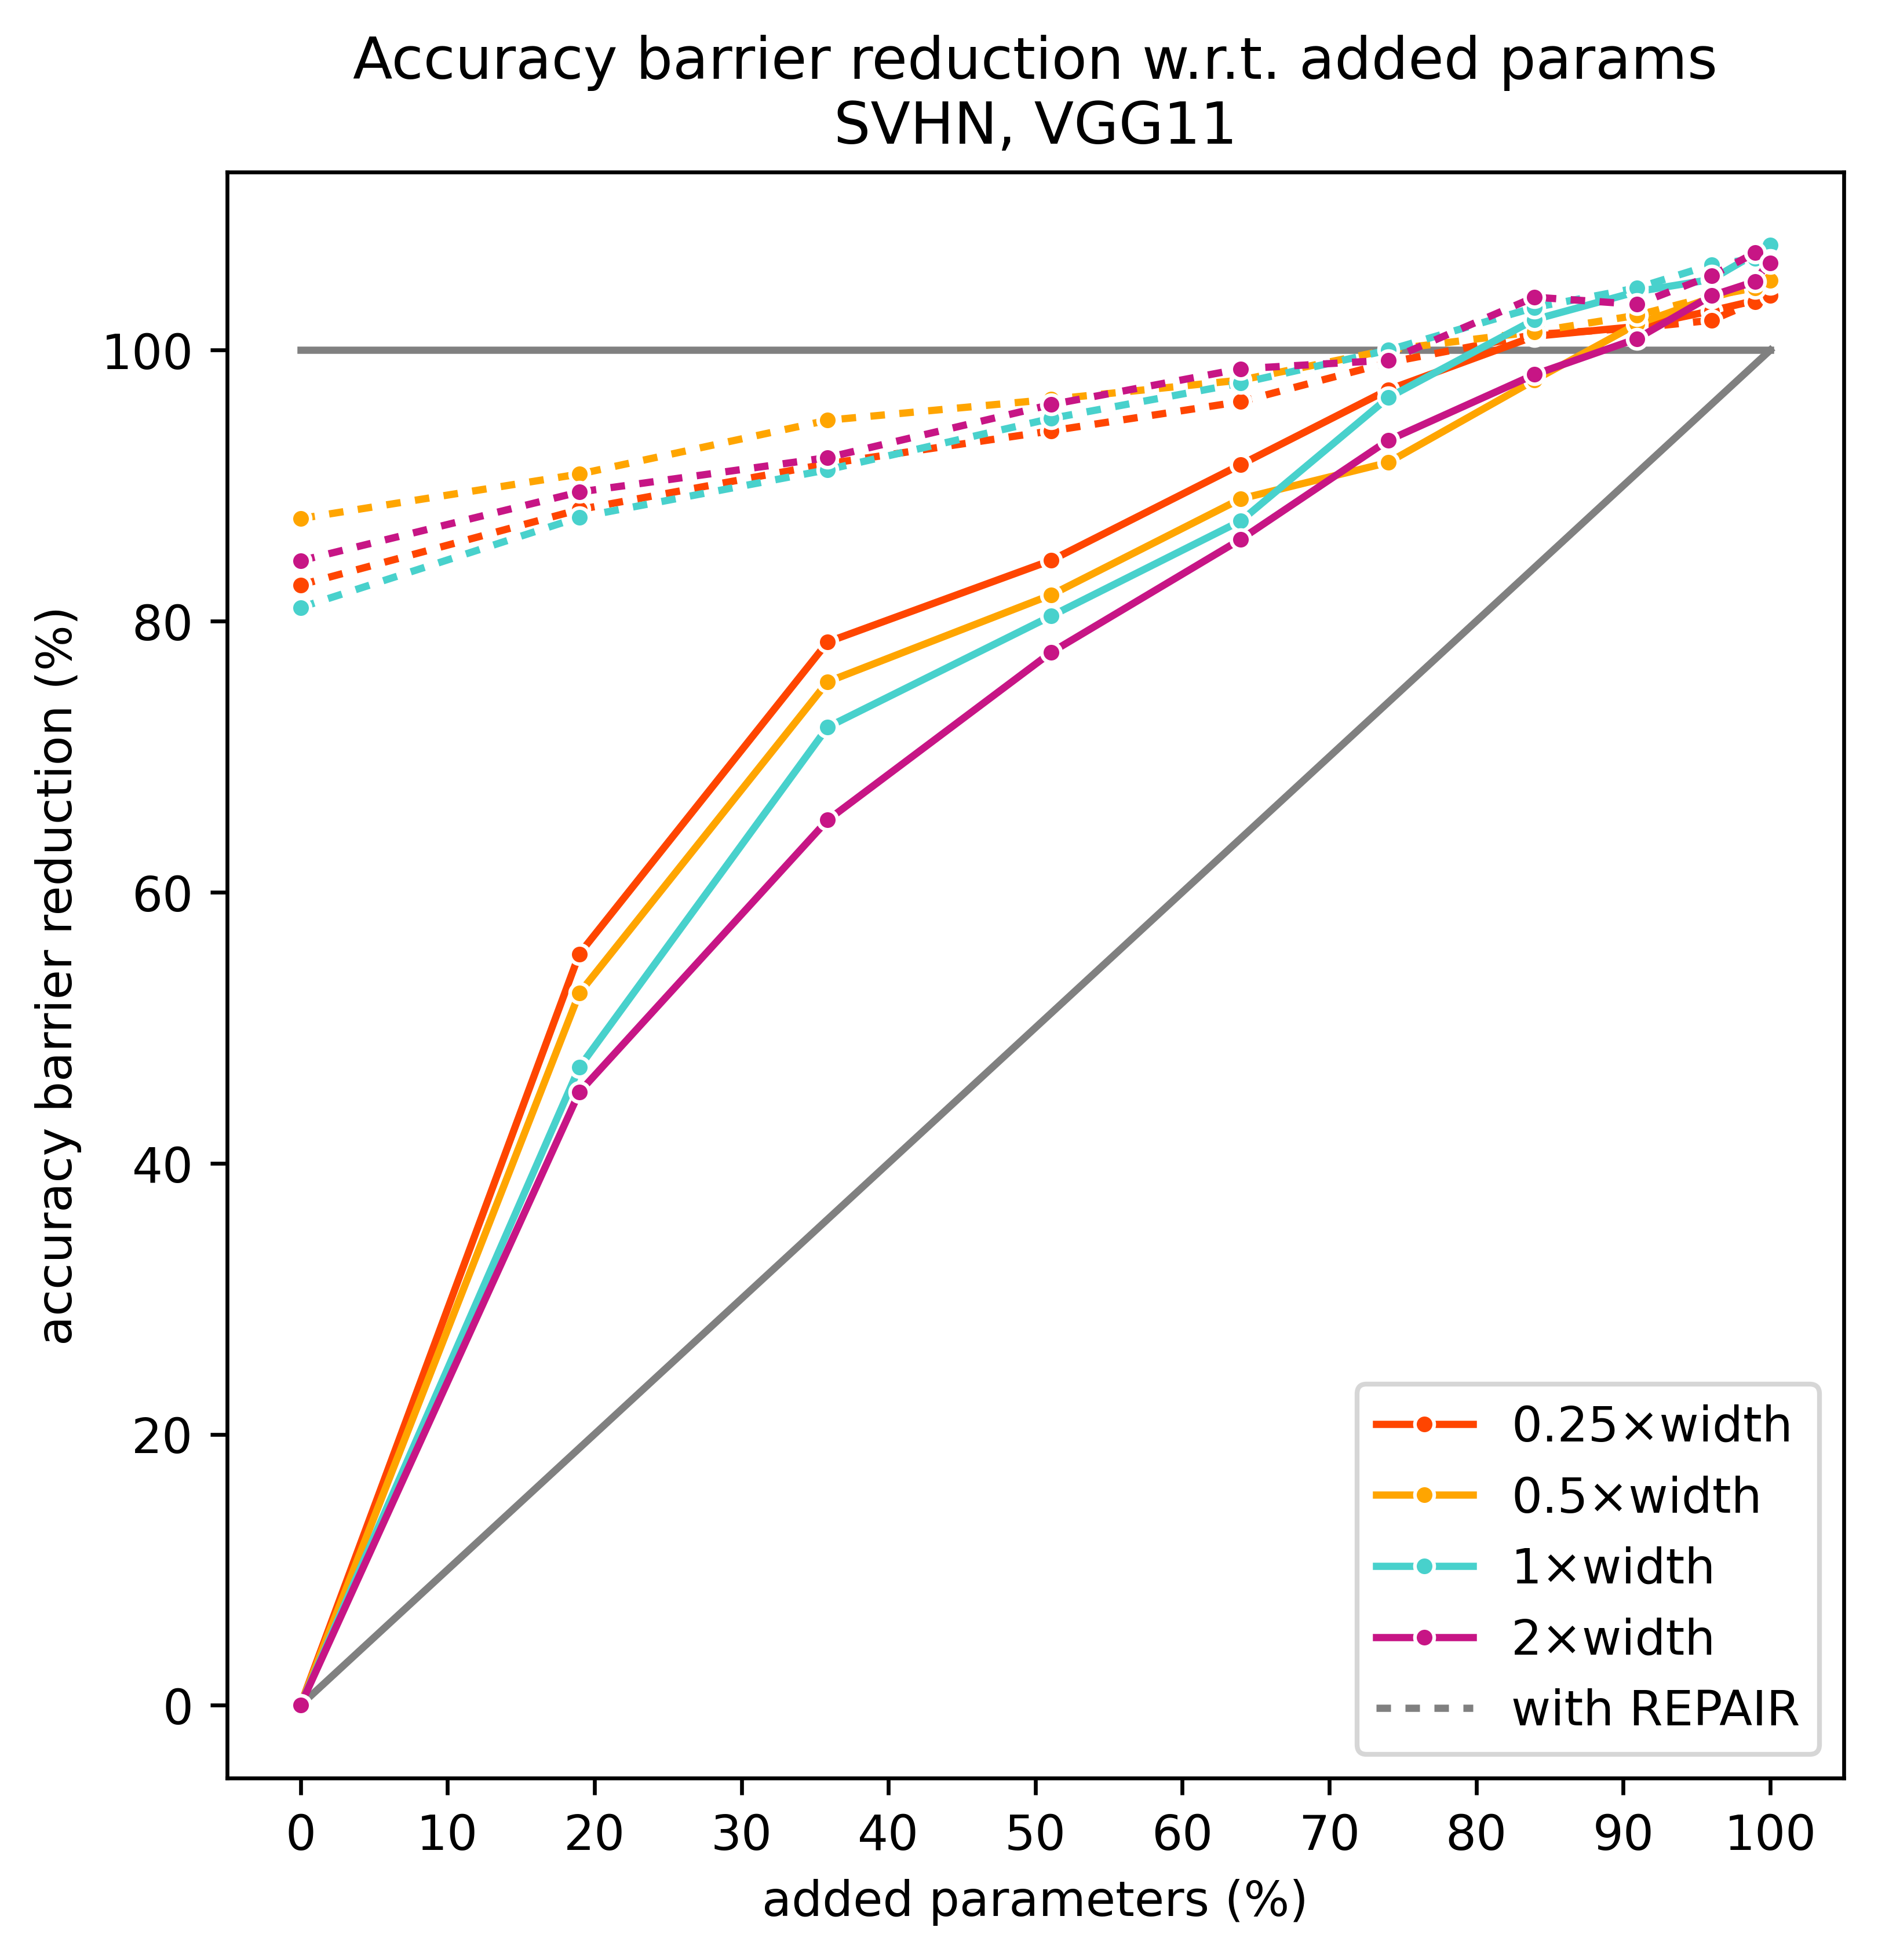 Accuracy barrier reduction w.r.t. added params
SVHN, VGG11
accuracy barrier reduction (%)
100
80
60
40
20
0
0.25×width
0.5×width
1×width
2×width
with REPAIR
0 10 20 30 40 50 60 70 80 90 100
added parameters (%)